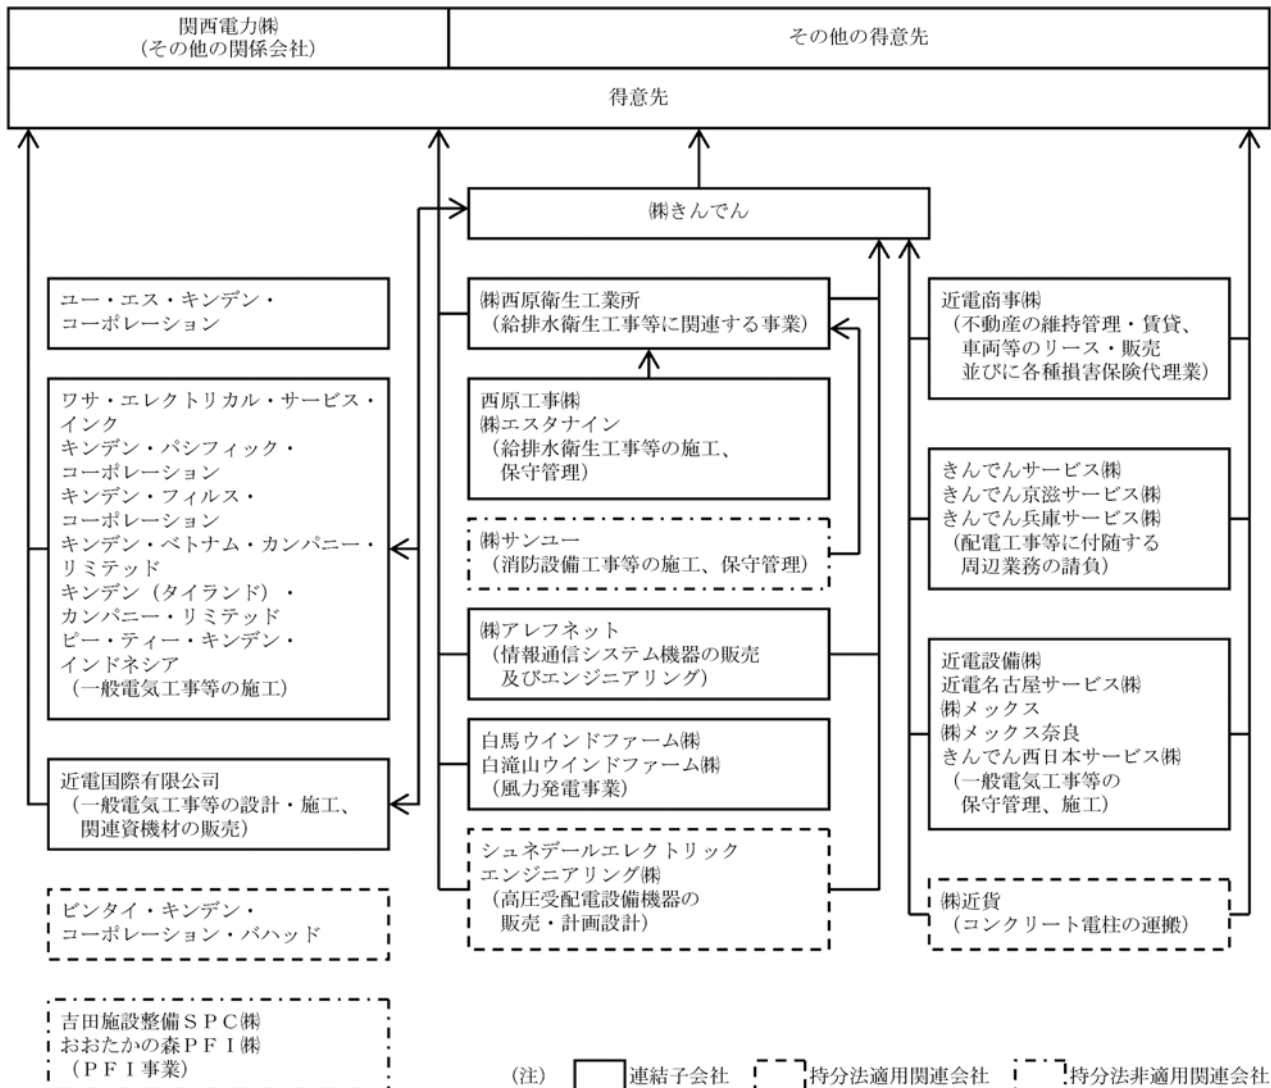 関西電力㈱
（その他の関係会社）
その他の得意先
得意先
㈱きんでん
ユー・エス・キンデン・
コーポレーション
ワサ・エレクトリカル・サービス・
インク
キンデン・パシフィック・
コーポレーション
キンデン・フィルス・
コーポレーション
キンデン・ベトナム・カンパニー・
リミテッド
キンデン（タイランド）・
カンパニー・リミテッド
ピー・ティー・キンデン・
インドネシア
（一般電気工事等の施工）
近電国際有限公司
（一般電気工事等の設計・施工、
関連資機材の販売）
ビンタイ・キンデン・
コーポレーション・バハッド
吉田施設整備ＳＰＣ㈱
おおたかの森ＰＦＩ㈱
（ＰＦＩ事業）
㈱西原衛生工業所
（給排水衛生工事等に関連する事業）
西原工事㈱
㈱エスタナイン
（給排水衛生工事等の施工、
保守管理）
㈱サンユー
（消防設備工事等の施工、保守管理）
㈱アレフネット
（情報通信システム機器の販売
及びエンジニアリング）
白馬ウインドファーム㈱
白滝山ウインドファーム㈱
（風力発電事業）
シュネデールエレクトリック
エンジニアリング㈱
（高圧受配電設備機器の
販売・計画設計）
近電商事㈱
（不動産の維持管理・賃貸、
車両等のリース・販売
並びに各種損害保険代理業）
きんでんサービス㈱
きんでん京滋サービス㈱
きんでん兵庫サービス㈱
（配電工事等に付随する
周辺業務の請負）
近電設備㈱
近電名古屋サービス㈱
㈱メックス
㈱メックス奈良
きんでん西日本サービス㈱
（一般電気工事等の
保守管理、施工）
㈱近貨
（コンクリート電柱の運搬）
（注） 連結子会社 持分法適用関連会社 持分法非適用関連会社